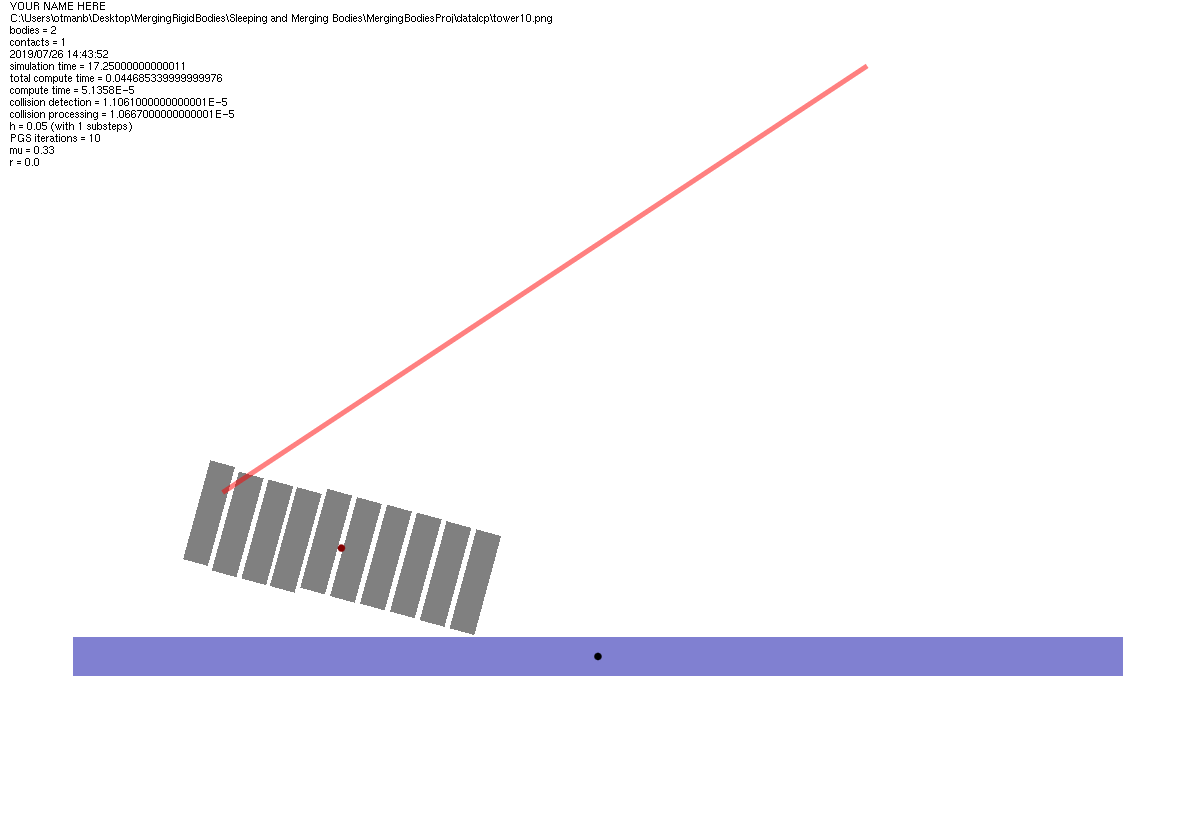 YOUR NAME HERE
C:\Users\otmanb\Desktop\MergingRigidBodies\Sleeping and Merging Bodies\MergingBodiesProj\datalcp\tower10.png
bodies = 2
contacts = 1
2019/07/26 14:43:52
simulation time = 17.25000000000011
total compute time = 0.044685339999999976
compute time = 5.1358E-5
collision detection = 1.1061000000000001E-5
collision processing = 1.0667000000000001E-5
h = 0.05 (with 1 substeps)
PGS iterations = 10
mu = 0.33
r = 0.0